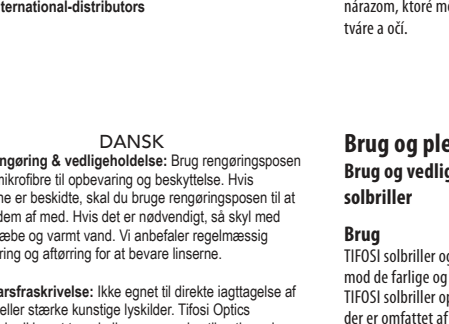 ternational-distributors
DANSK
ngøring & vedligeholdelse: Brug rengøringsposen
mikrofibre til opbevaring og beskyttelse. Hvis
ne er beskidte, skal du bruge rengøringsposen til at
dem af med. Hvis det er nødvendigt, så skyl med
æbe og varmt vand. Vi anbefaler regelmæssig
ring og aftørring for at bevare linserne.
arsfraskrivelse: Ikke egnet til direkte iagttagelse af
eller stærke kunstige lyskilder. Tifosi Optics
nárazom, ktoré m
tváre a očí.
Brug og ple
Brug og vedlig
solbriller
Brug
TIFOSI solbriller og
mod de farlige og
TIFOSI solbriller op
der er omfattet af